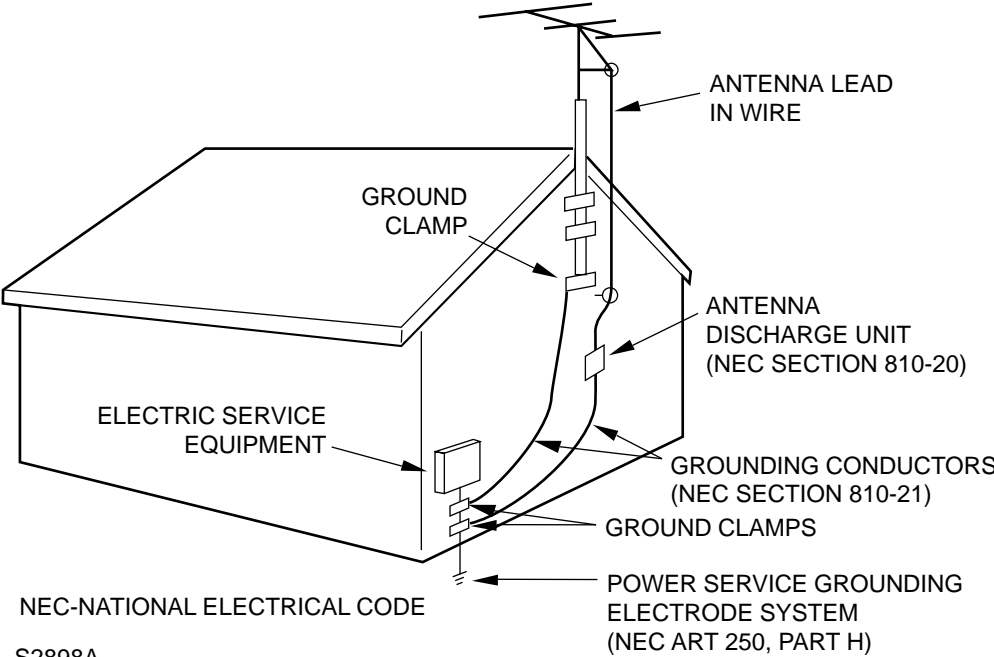 ANTENNA LEAD
IN WIRE
GROUND
CLAMP
ANTENNA
DISCHARGE UNIT
(NEC SECTION 810-20)
ELECTRIC SERVICE
EQUIPMENT
GROUNDING CONDUCTORS
(NEC SECTION 810-21)
GROUND CLAMPS
POWER SERVICE GROUNDING
ELECTRODE SYSTEM
(NEC ART 250, PART H)
NEC-NATIONAL ELECTRICAL CODE
S2898A